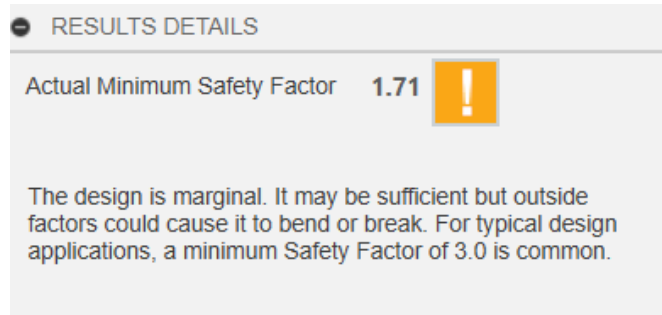 RESULTS DETAILS
Actual Minimum Safety Factor 1.71 !
The design is marginal. It may be sufficient but outside
factors could cause it to bend or break. For typical design
applications, a minimum Safety Factor of 3.0 is common.